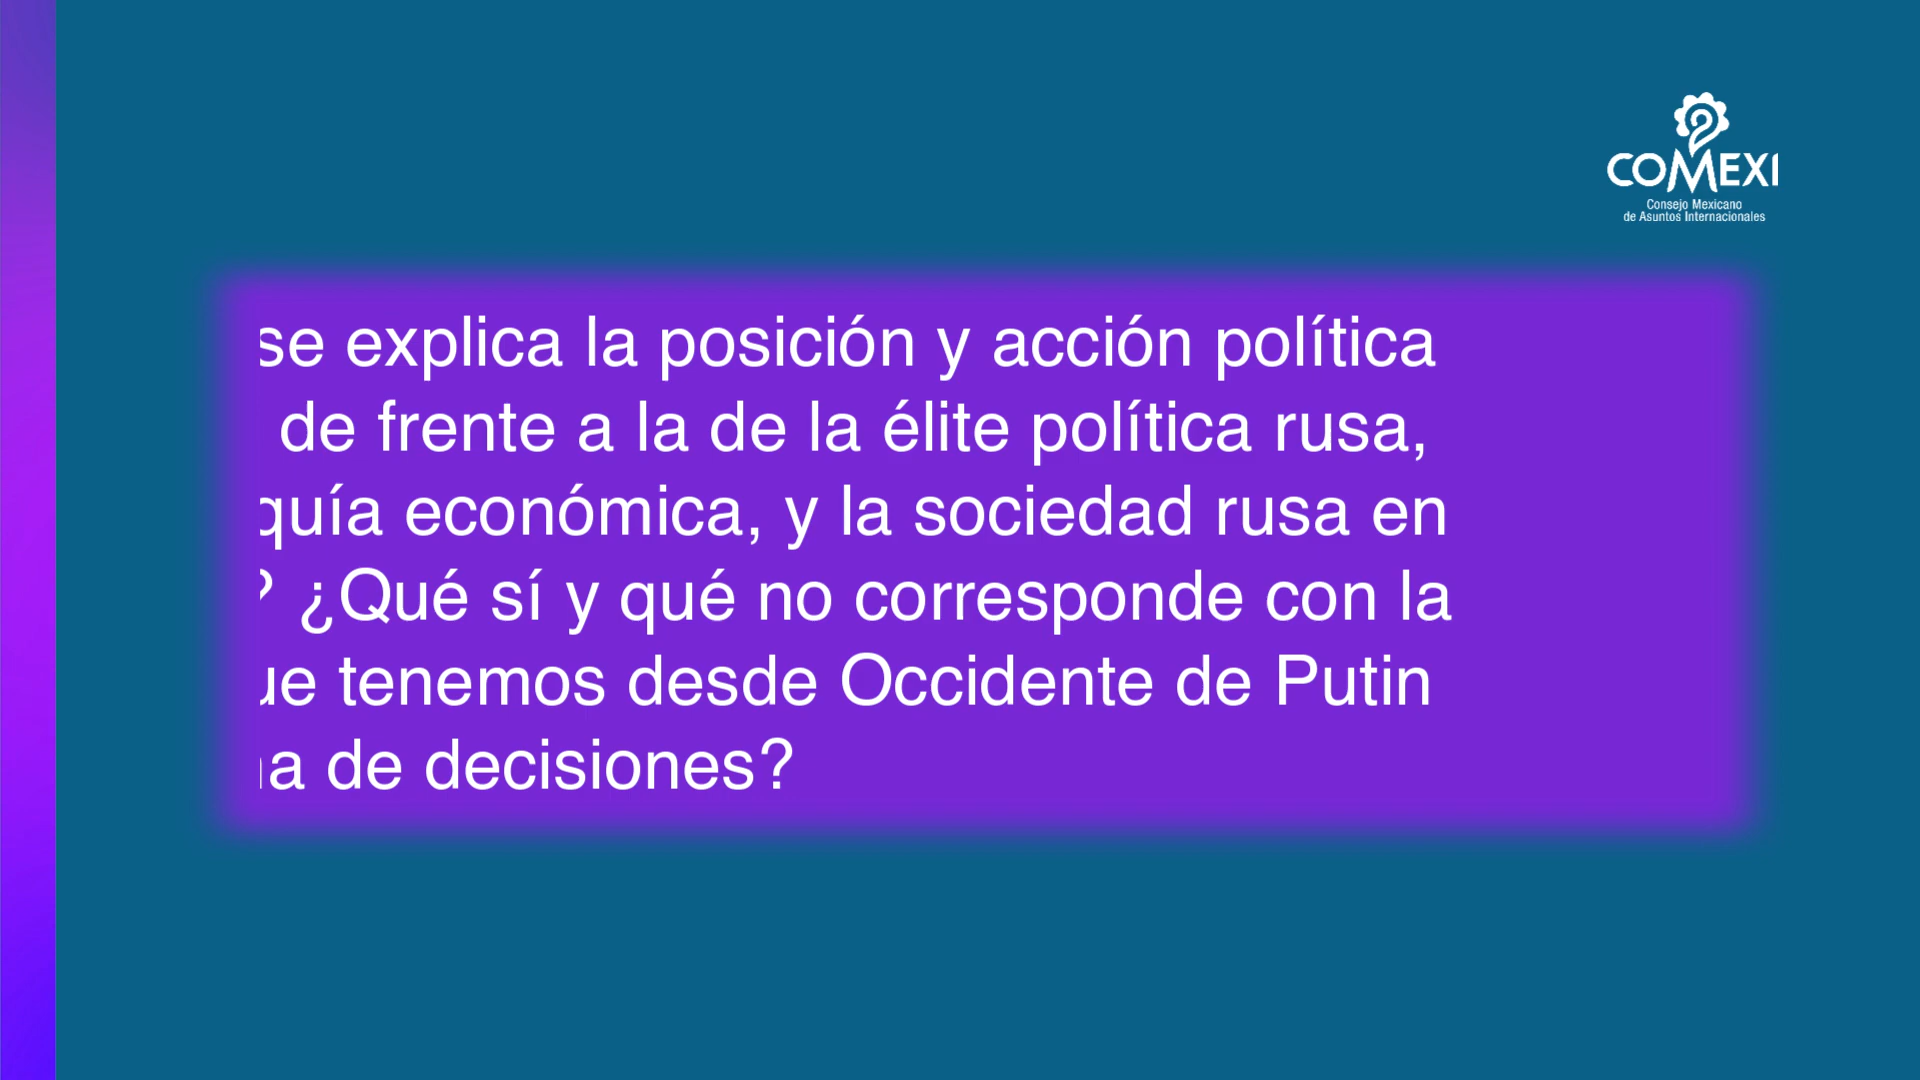 COMEXI
Consejo Mexicano
de Asuntos Internacionales
se explica la posición y acción política
de frente a la de la élite política rusa,
económica, y la sociedad rusa en
¿Qué sí y qué no corresponde con la
tenemos desde Occidente de Putin
de decisiones?